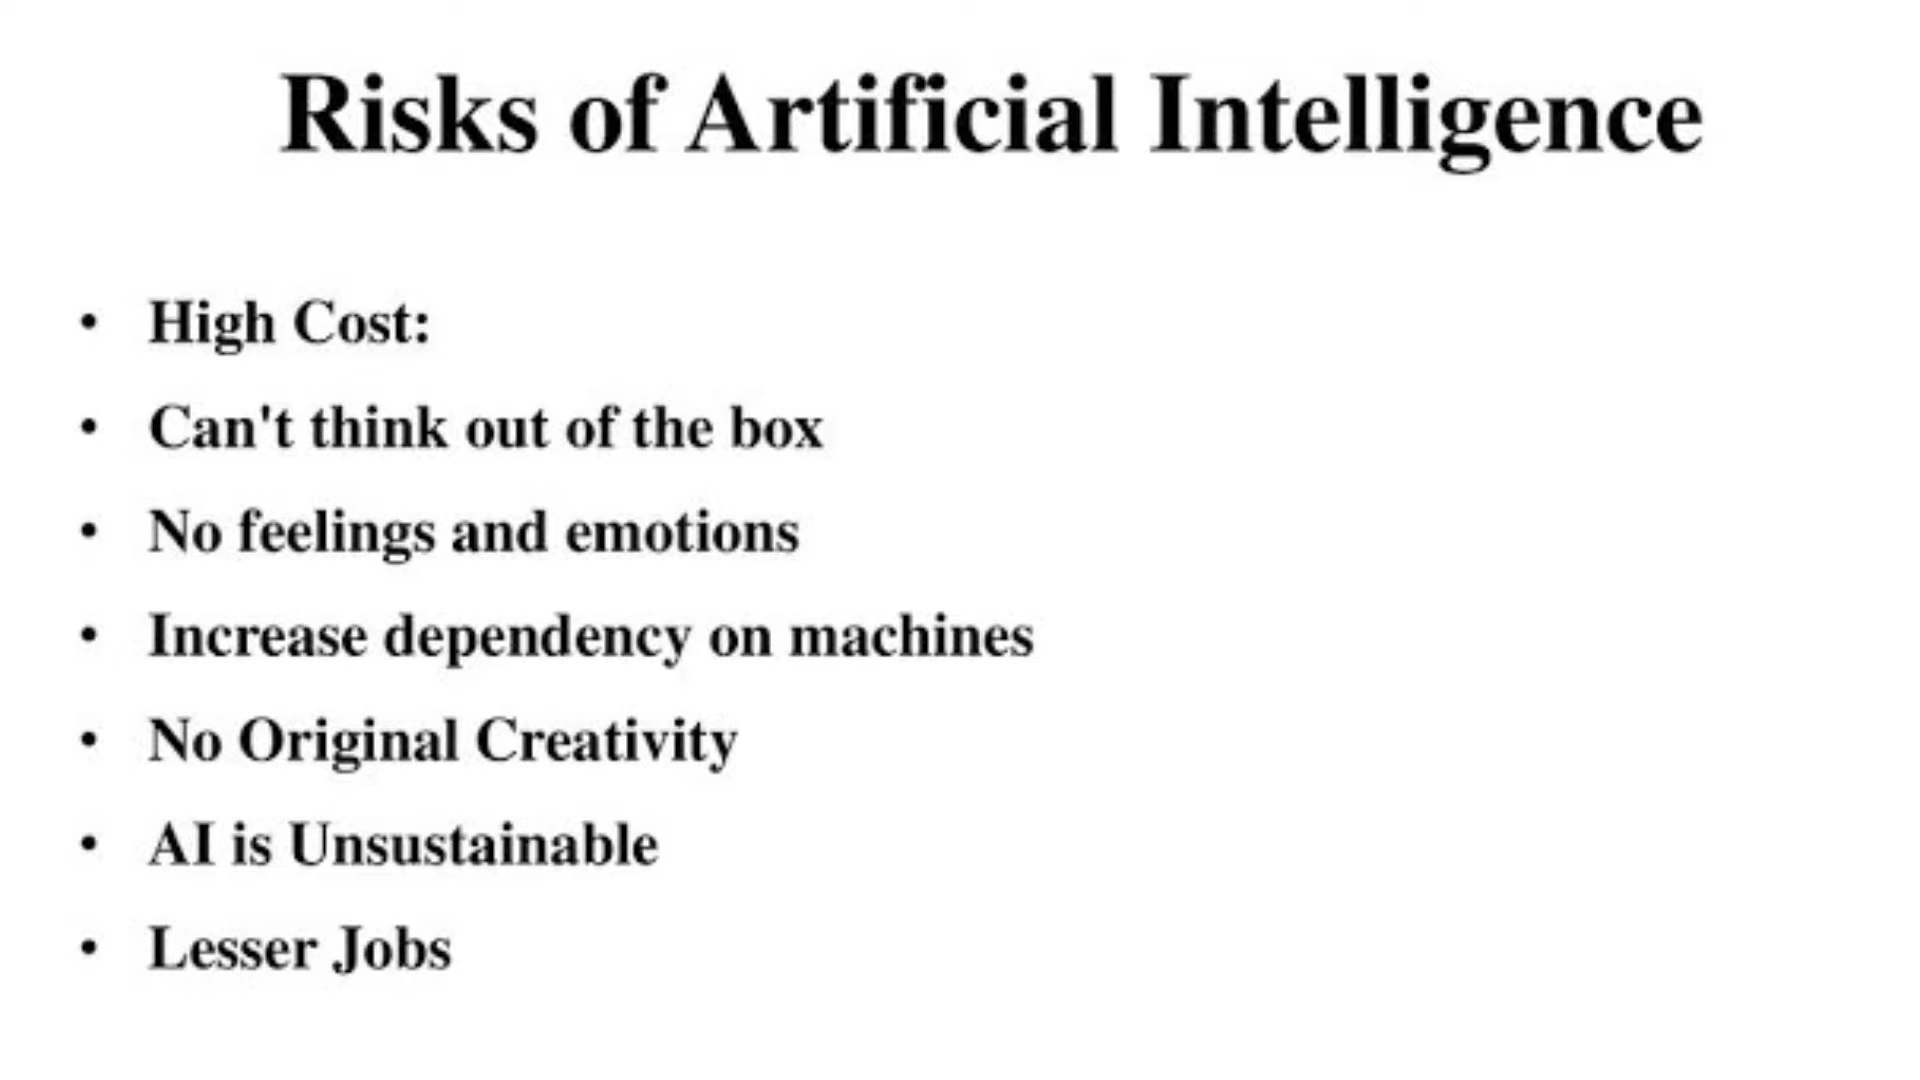 Risks of Artificial Intelligence
• High Cost:
• Can't think out of the box
• No feelings and emotions
• Increase dependency on machines
• No Original Creativity
• AI is Unsustainable
• Lesser Jobs